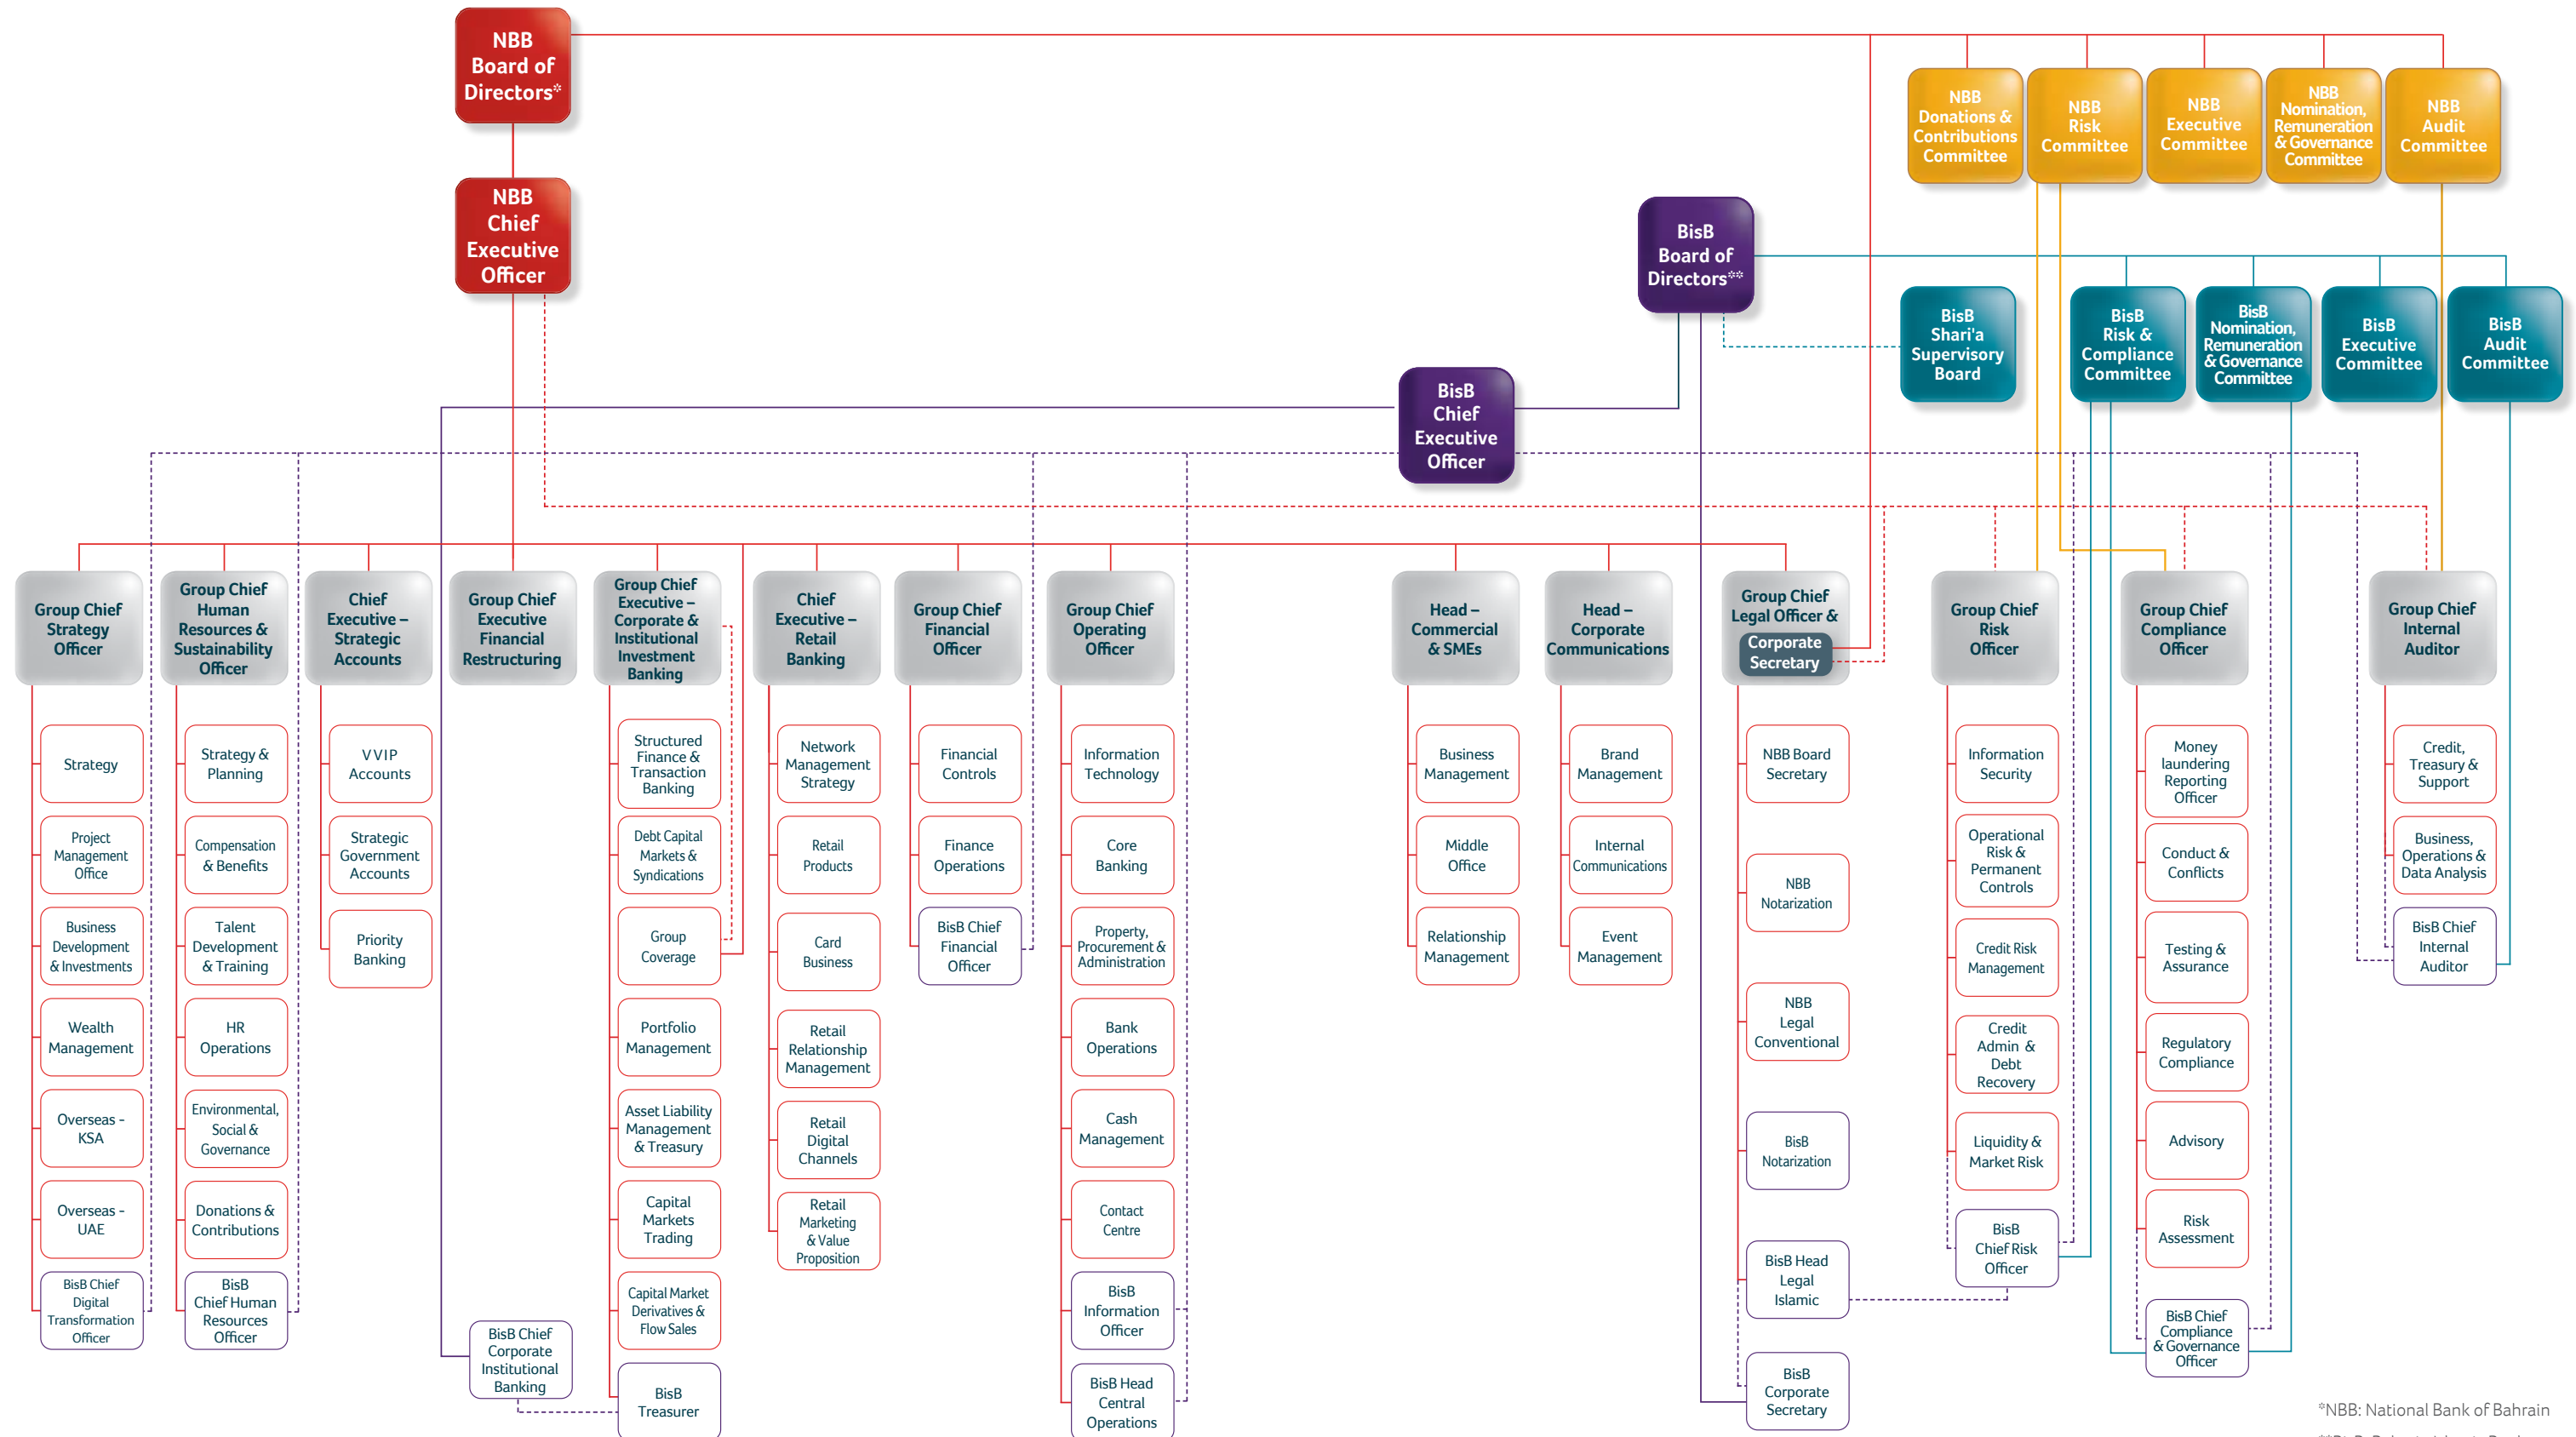 NBB
Board of
Directors*
NBB
Donations &
Contributions
Committee
NBB
Risk
Committee
NBB
Executive
Committee
NBB
Nomination,
Remuneration
& Governance
Committee
NBB
Audit
Committee
NBB
Chief
Executive
Officer
BisB
Board of
Directors**
BisB
Shari'a
Supervisory
Board
BisB
Risk &
Compliance
Committee
BisB
Nomination,
Remuneration
& Governance
Committee
BisB
Executive
Committee
BisB
Audit
Committee
BisB
Chief
Executive
Officer
Group Chief
Strategy
Officer
Group Chief
Human
Resources &
Sustainability
Officer
Chief
Executive –
Strategic
Accounts
Group Chief
Executive
Financial
Restructuring
Group Chief
Executive –
Corporate &
Institutional
Investment
Banking
Chief
Executive –
Retail
Banking
Group Chief
Financial
Officer
Group Chief
Operating
Officer
Head –
Commercial
& SMEs
Head –
Corporate
Communications
Group Chief
Legal Officer &
Corporate
Secretary
Group Chief
Risk
Officer
Group Chief
Compliance
Officer
Group Chief
Internal
Auditor
Strategy
Project
Management
Office
Business
Development
& Investments
Wealth
Management
Overseas -
KSA
Overseas -
UAE
BisB Chief
Digital
Transformation
Officer
Strategy &
Planning
Compensation
& Benefits
Talent
Development
& Training
HR
Operations
Environmental,
Social &
Governance
Donations &
Contributions
BisB
Chief Human
Resources
Officer
VVIP
Accounts
Strategic
Government
Accounts
Priority
Banking
BisB Chief
Corporate
Institutional
Banking
Structured
Finance &
Transaction
Banking
Debt Capital
Markets &
Syndications
Group
Coverage
Portfolio
Management
Asset Liability
Management
& Treasury
Capital
Markets
Trading
Capital Market
Derivatives &
Flow Sales
BisB
Treasurer
Network
Management
Strategy
Retail
Products
Card
Business
Retail
Relationship
Management
Retail
Digital
Channels
Retail
Marketing
& Value
Proposition
Financial
Controls
Finance
Operations
BisB Chief
Financial
Officer
Information
Technology
Core
Banking
Property,
Procurement &
Administration
Bank
Operations
Cash
Management
Contact
Centre
BisB
Information
Officer
BisB Head
Central
Operations
Business
Management
Middle
Office
Relationship
Management
Brand
Management
Internal
Communications
Event
Management
NBB Board
Secretary
NBB
Notarization
NBB
Legal
Conventional
BisB
Notarization
BisB Head
Legal
Islamic
BisB
Corporate
Secretary
Information
Security
Operational
Risk &
Permanent
Controls
Credit Risk
Management
Credit
Admin &
Debt
Recovery
Liquidity &
Market Risk
BisB
Chief Risk
Officer
Money
laundering
Reporting
Officer
Conduct &
Conflicts
Testing &
Assurance
Regulatory
Compliance
Advisory
Risk
Assessment
BisB Chief
Compliance
& Governance
Officer
Credit,
Treasury &
Support
Business,
Operations &
Data Analysis
BisB Chief
Internal
Auditor
*NBB: National Bank of Bahrain